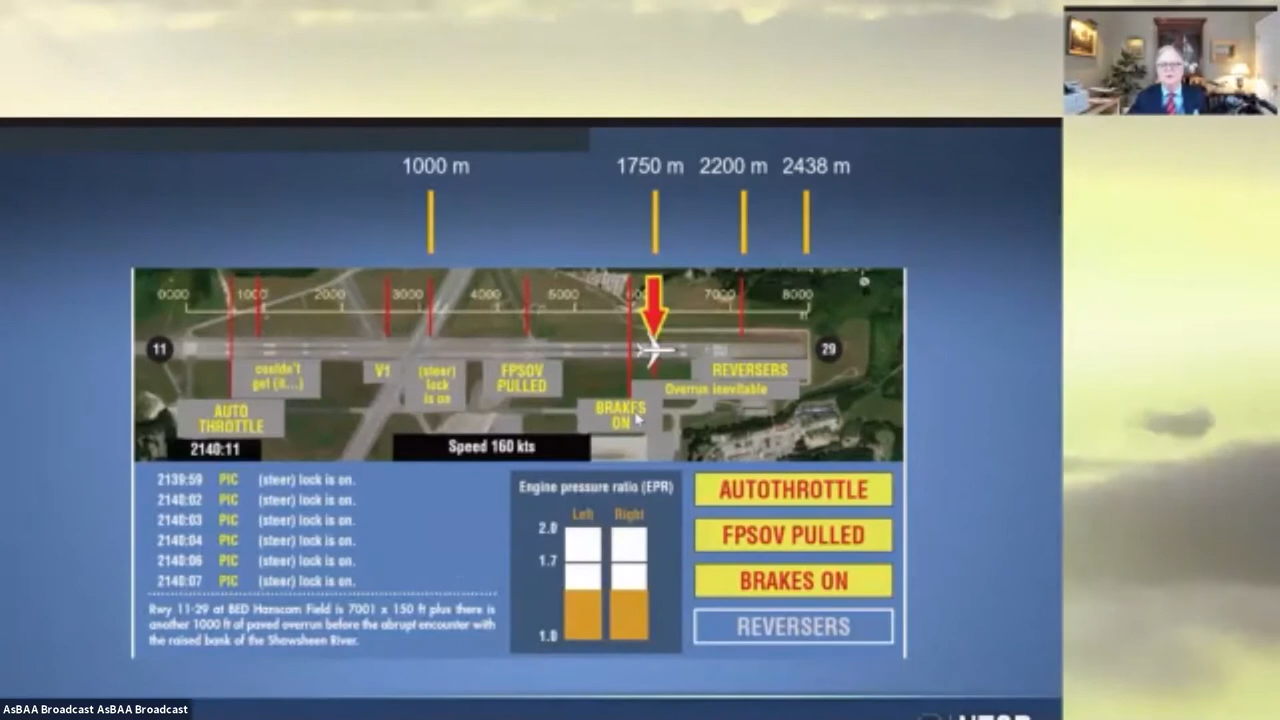 1000 m 1750 m 2200 m 2438 m
0000 1000 2000 3000 4000 5000 7000 8000
ft
11 29
couldn't
get (it...)
V1
(steer)
lock
is on
FPSOV
PULLED
REVERSERS
Overrun inevitable
AUTO
THROTTLE
BRAKES
ON
2140:11
Speed 160 kts
2139:59 PIC (steer) lock is on.
2140:02 PIC (steer) lock is on.
2140:03 PIC (steer) lock is on.
2140:04 PIC (steer) lock is on.
2140:06 PIC (steer) lock is on.
2140:07 PIC (steer) lock is on.
Rwy 11-29 at BED Hanscom Field is 7001 x 150 ft plus there is
another 1000 ft of paved overrun before the abrupt encounter with
the raised bank of the Shawsheen River.
Engine pressure ratio (EPR)
Left Right
2.0
1.7
1.0
AUTOTHROTTLE
FPSOV PULLED
BRAKES ON
REVERSERS
AsBAA Broadcast AsBAA Broadcast